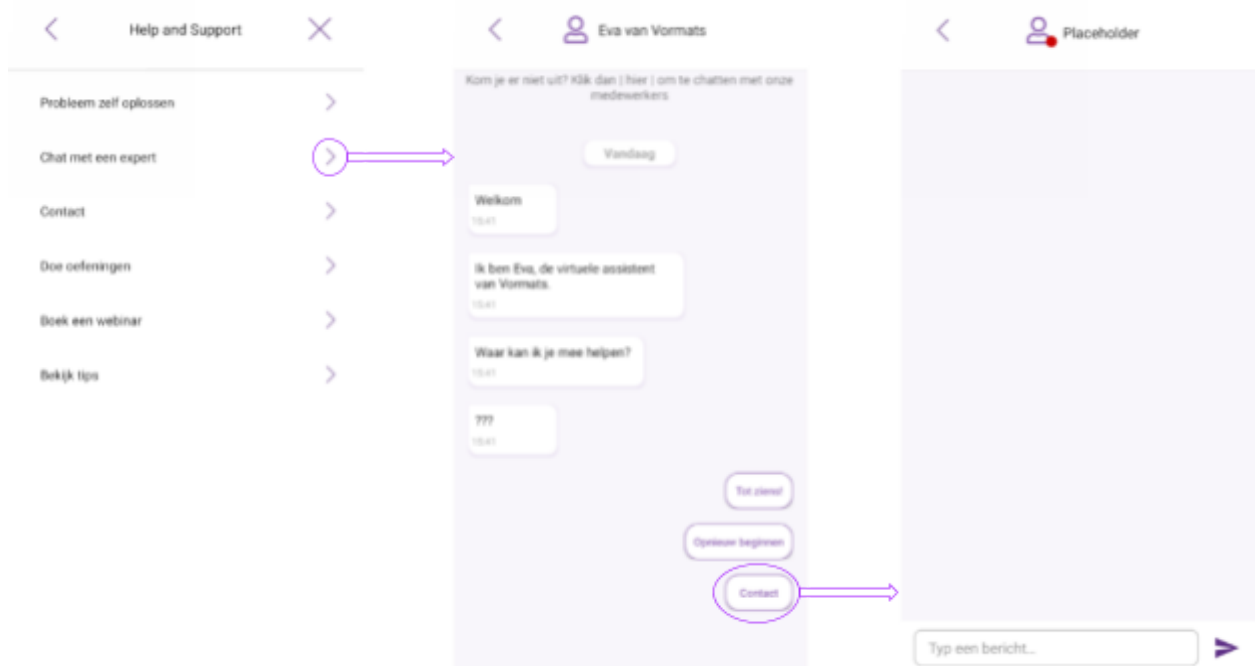 Help and Support
Probleem zelf oplossen
Chat met een expert
Contact
Doe oefeningen
Boek een webinar
Bekijk tips
Eva van Vormats
Kom je er niet uit? Klik dan | hier | om te chatten met onze
medewerkers
Vandaag
Welkom
15:41
Ik ben Eva, de virtuele assistent
van Vormats.
15:41
Waar kan ik je mee helpen?
15:41
???
15:41
Tot ziens!
Opnieuw beginnen
Contact
Placeholder
Typ een bericht...